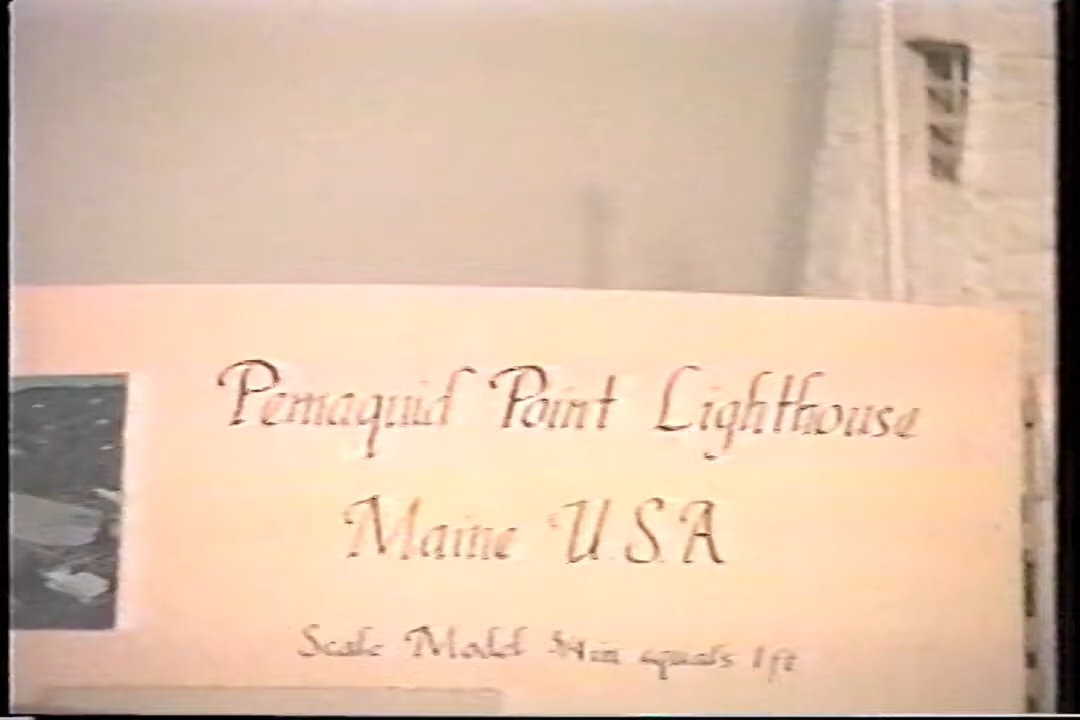 Pemaquid Point Lighthouse
Maine U.S.A
Scale Model 3/4in equals 1ft